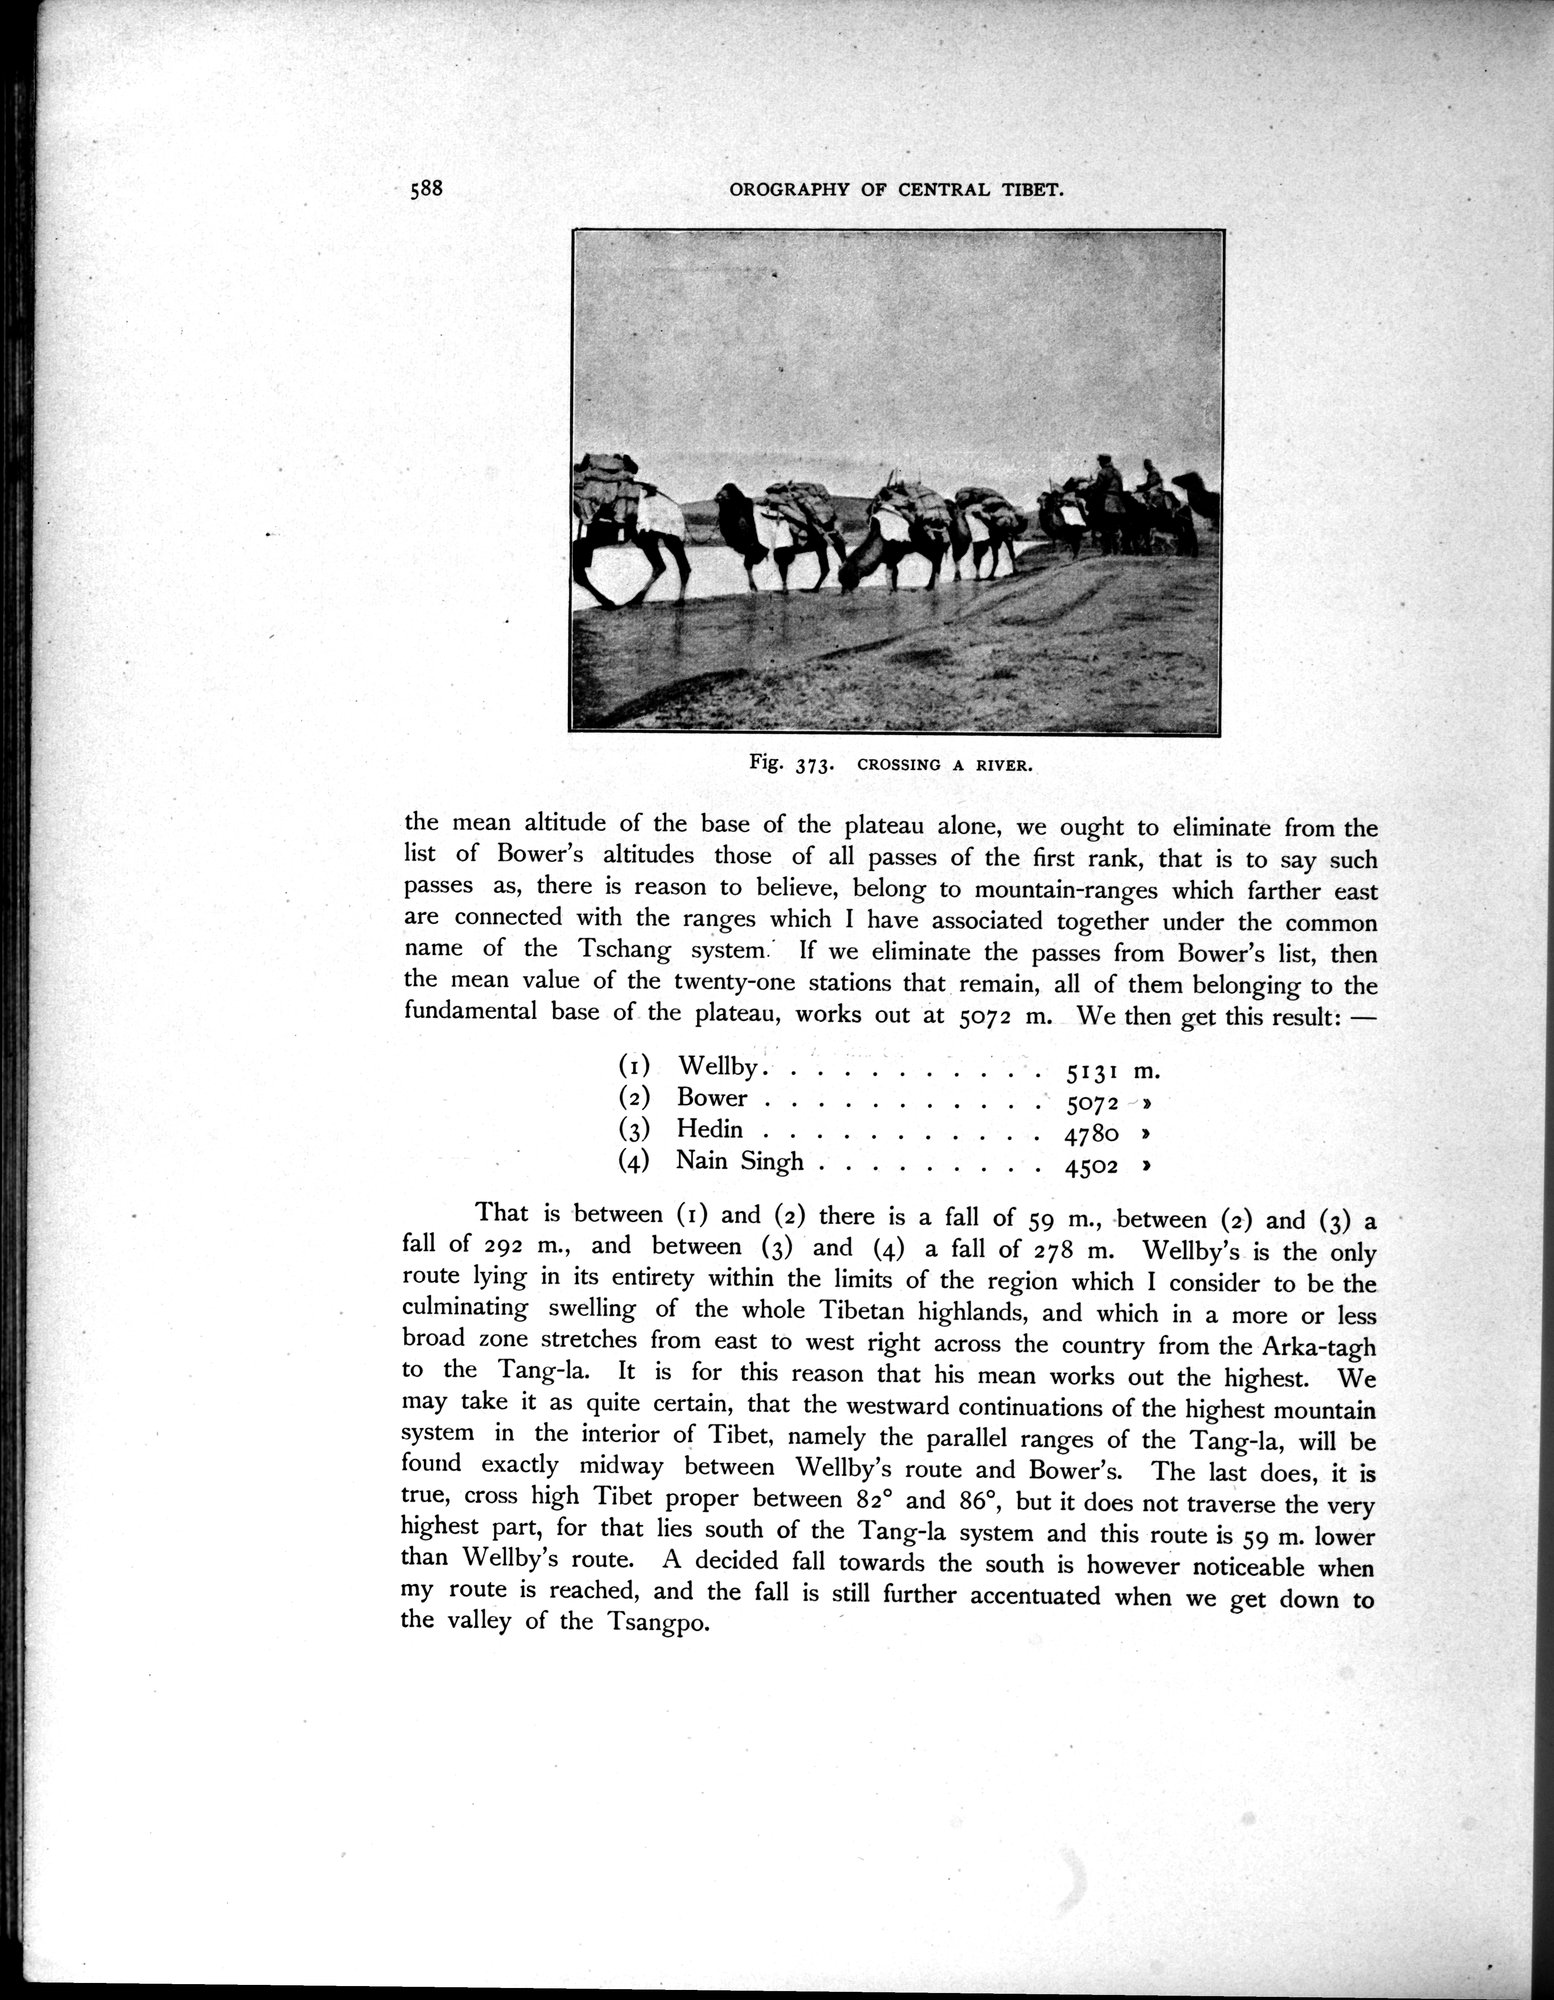 588
OROGRAPHY OF CENTRAL TIBET.
Fig. 373. CROSSING A RIVER.
the mean altitude of the base of the plateau alone, we ought to eliminate from the
list of Bower's altitudes those of all passes of the first rank, that is to say such
passes as, there is reason to believe, belong to mountain-ranges which farther east
are connected with the ranges which I have associated together under the common
name of the Tschang system. If we eliminate the passes from Bower's list, then
the mean value of the twenty-one stations that remain, all of them belonging to the
fundamental base of the plateau, works out at 5072 m. We then get this result: —
(1) Wellby. . . . . . . . . . . 5131 m.
(2) Bower . . . . . . . . . . . 5072 »
(3) Hedin . . . . . . . . . . . 4780 »
(4) Nain Singh . . . . . . . . . 4502 »
That is between (1) and (2) there is a fall of 59 m., between (2) and (3) a
fall of 292 m., and between (3) and (4) a fall of 278 m. Wellby's is the only
route lying in its entirety within the limits of the region which I consider to be the
culminating swelling of the whole Tibetan highlands, and which in a more or less
broad zone stretches from east to west right across the country from the Arka-tagh
to the Tang-la. It is for this reason that his mean works out the highest. We
may take it as quite certain, that the westward continuations of the highest mountain
system in the interior of Tibet, namely the parallel ranges of the Tang-la, will be
found exactly midway between Wellby's route and Bower's. The last does, it is
true, cross high Tibet proper between 82° and 86°, but it does not traverse the very
highest part, for that lies south of the Tang-la system and this route is 59 m. lower
than Wellby's route. A decided fall towards the south is however noticeable when
my route is reached, and the fall is still further accentuated when we get down to
the valley of the Tsangpo.